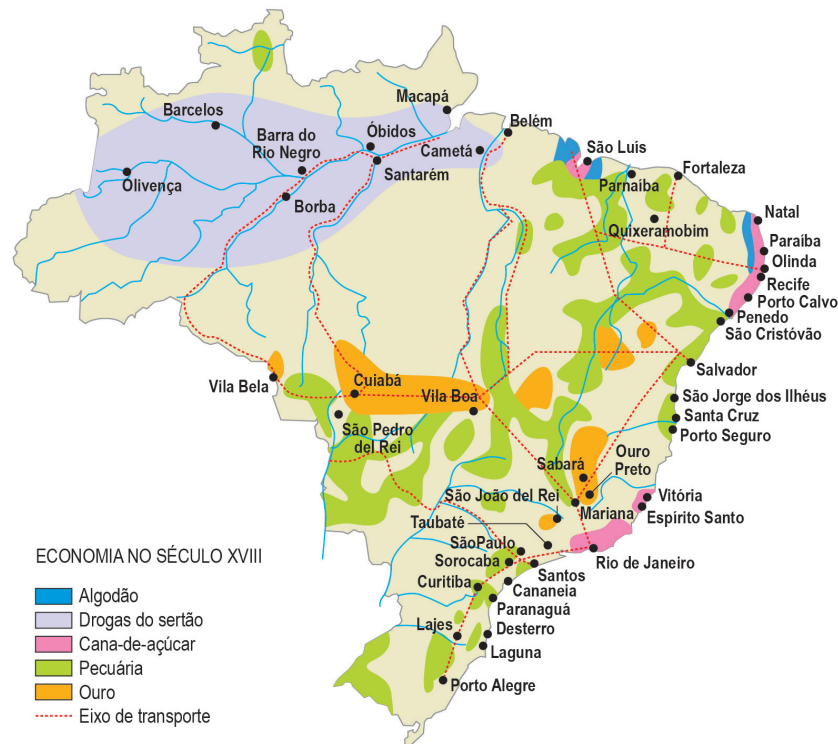 Macapá
Barcelos
Belém
Barra do
Rio Negro
Óbidos
Cametá
São Luis
Fortaleza
Olivença
Santarém
Parnaíba
Borba
Natal
Quixeramobim
Paraíba
Olinda
Recife
Porto Calvo
Penedo
São Cristóvão
Salvador
Vila Bela
Cuiabá
Vila Boa
São Jorge dos Ilhéus
Santa Cruz
Porto Seguro
São Pedro
del Rei
Sabará
Ouro
Preto
São João del Rei
Mariana
Vitória
Espírito Santo
Taubaté
SãoPaulo
Sorocaba
Rio de Janeiro
Santos
Curitiba
Cananeia
Paranaguá
Lajes
Desterro
Laguna
Porto Alegre
ECONOMIA NO SÉCULO XVIII
Algodão
Drogas do sertão
Cana-de-açúcar
Pecuária
Ouro
Eixo de transporte